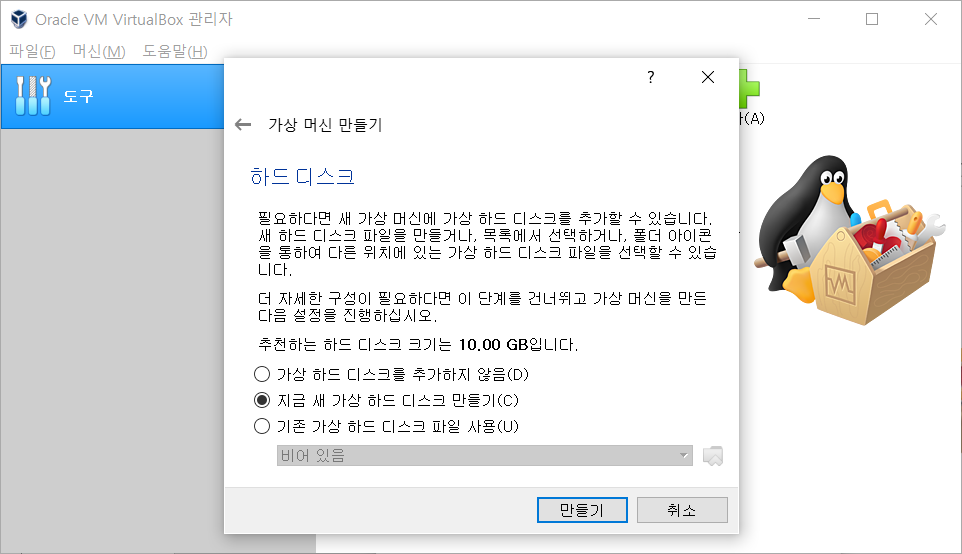 Oracle VM VirtualBox 관리자
파일(F) 머신(M) 도움말(H)
도구
?
(A)
가상 머신 만들기
하드 디스크
필요하다면 새 가상 머신에 가상 하드 디스크를 추가할 수 있습니다.
새 하드 디스크 파일을 만들거나, 목록에서 선택하거나, 폴더 아이콘
을 통하여 다른 위치에 있는 가상 하드 디스크 파일을 선택할 수 있습
니다.
더 자세한 구성이 필요하다면 이 단계를 건너뛰고 가상 머신을 만든
다음 설정을 진행하십시오.
추천하는 하드 디스크 크기는 10.00 GB입니다.
가상 하드 디스크를 추가하지 않음(D)
지금 새 가상 하드 디스크 만들기(C)
기존 가상 하드 디스크 파일 사용(U)
비어 있음
만들기 취소